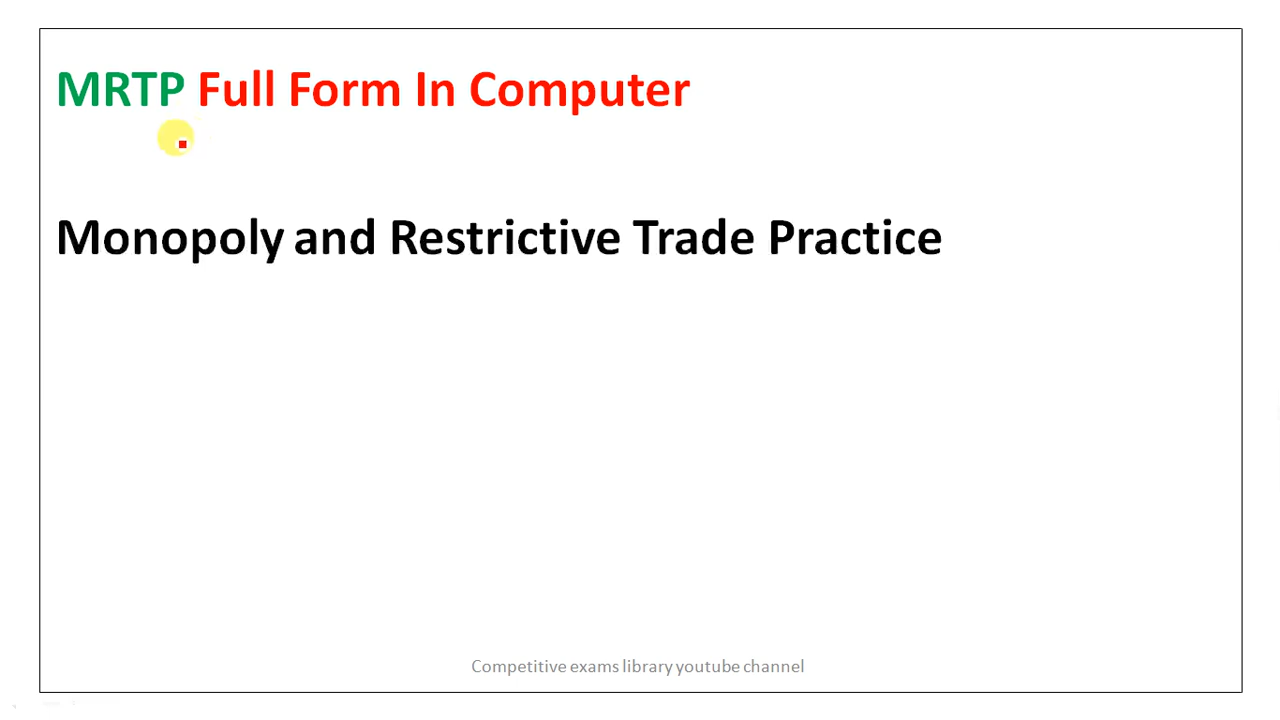 MRTP Full Form In Computer
Monopoly and Restrictive Trade Practice
Competitive exams library youtube channel